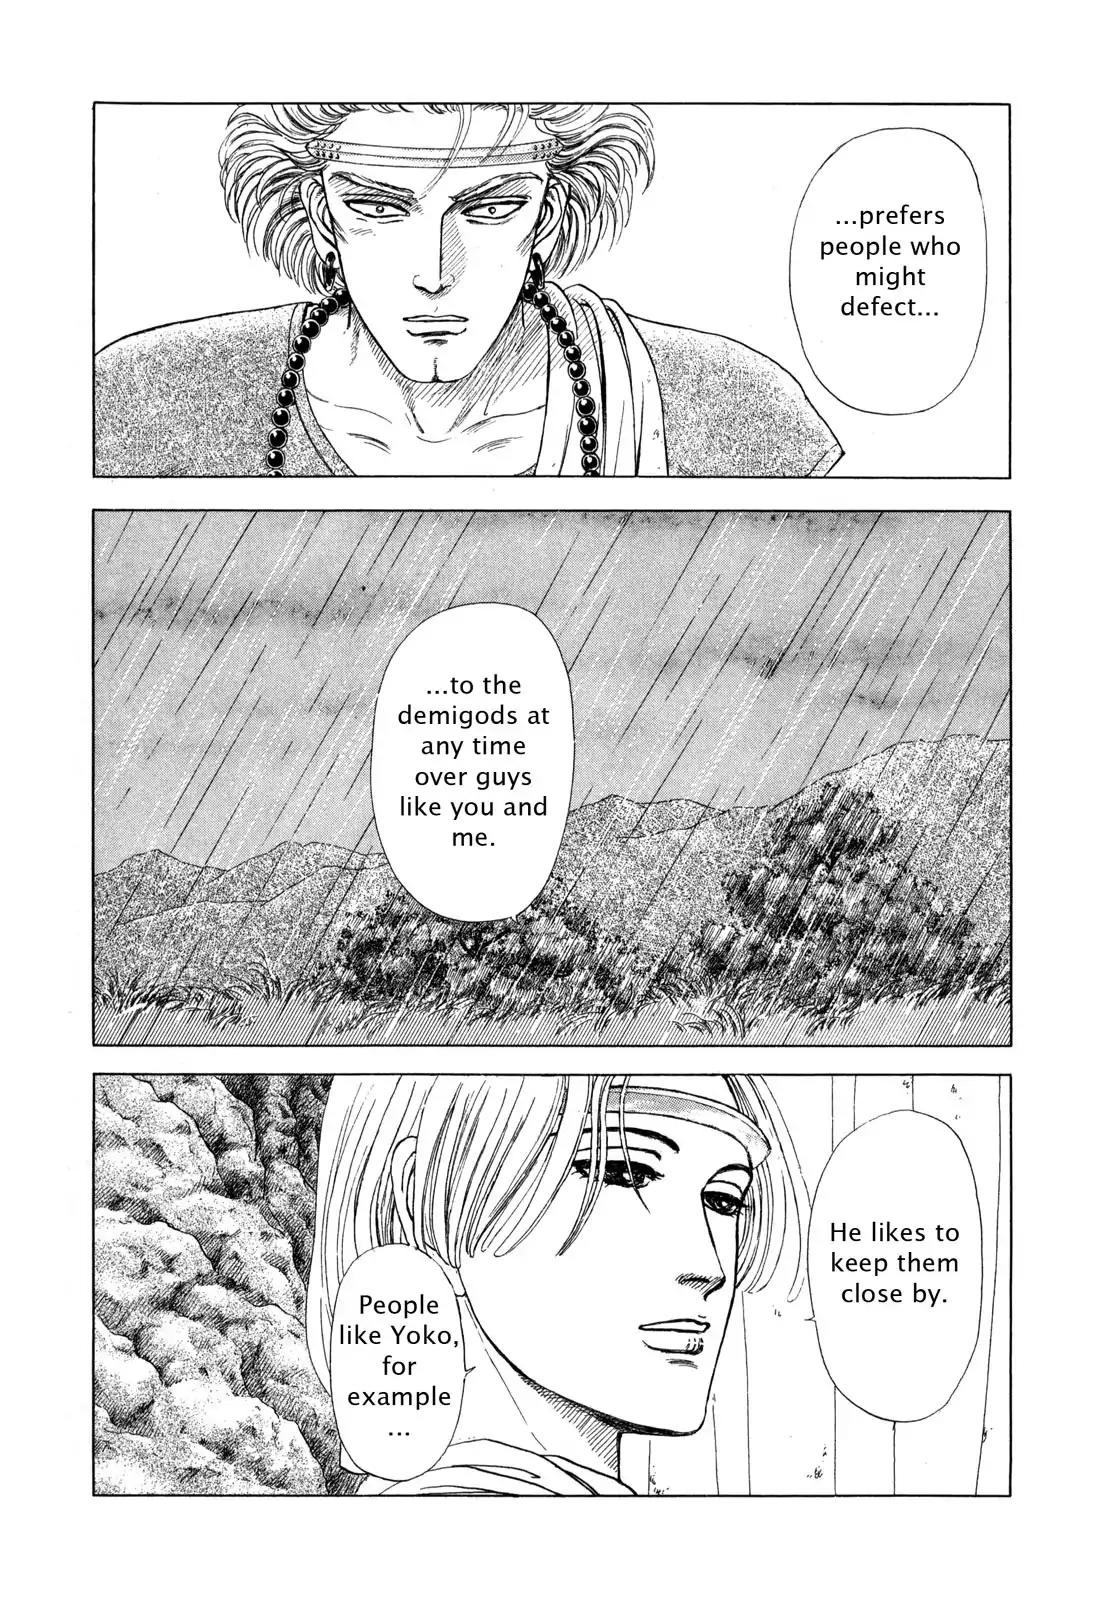 ...prefers
people who
might
defect...
...to the
demigods at
any time
over guys
like you and
me.
He likes to
keep them
close by.
People
like Yoko,
for
example
...